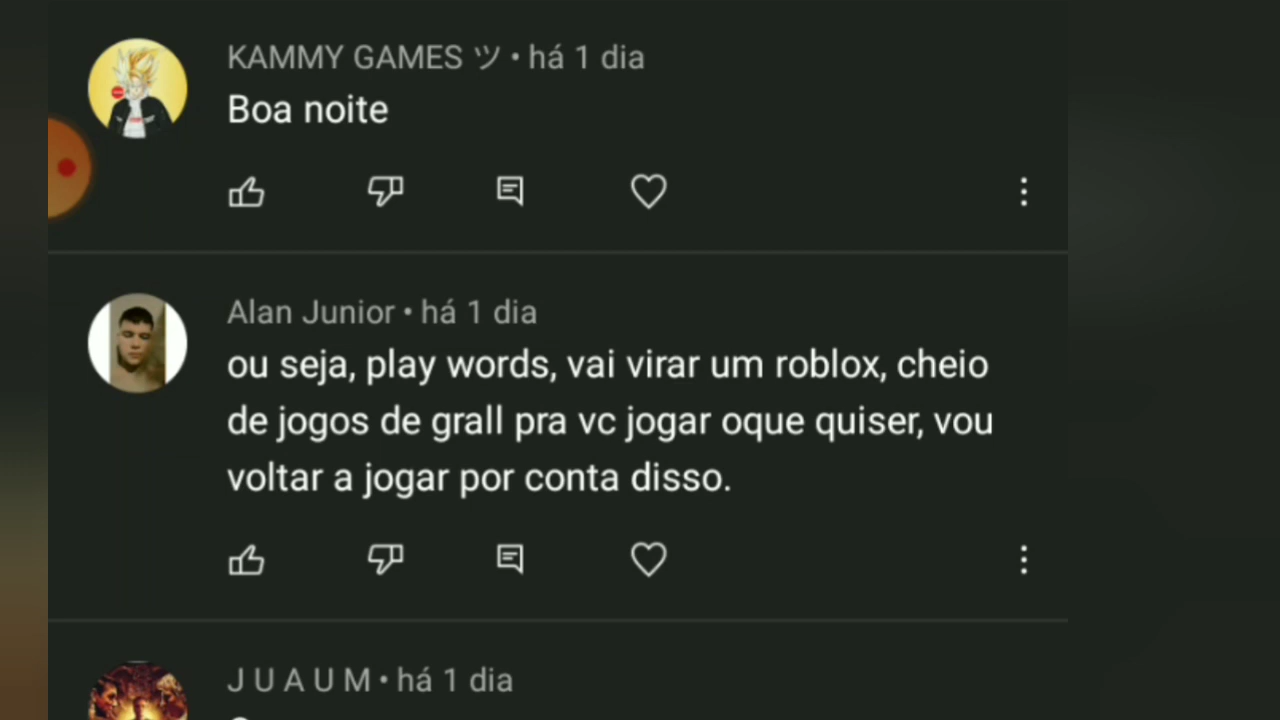 KAMMY GAMES ツ • há 1 dia
Boa noite
Alan Junior • há 1 dia
ou seja, play words, vai virar um roblox, cheio
de jogos de grall pra vc jogar oque quiser, vou
voltar a jogar por conta disso.
J U A U M • há 1 dia